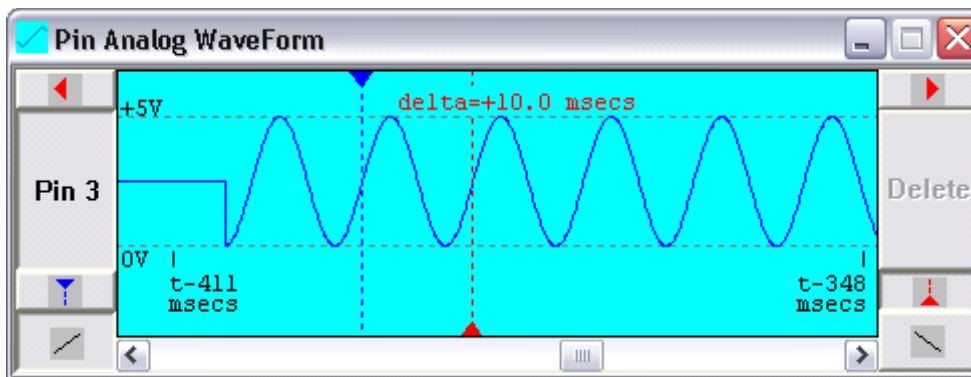 Pin Analog WaveForm
delta=+10.0 msecs
+5V
Pin 3
Delete
0V
t-411
msecs
t-348
msecs